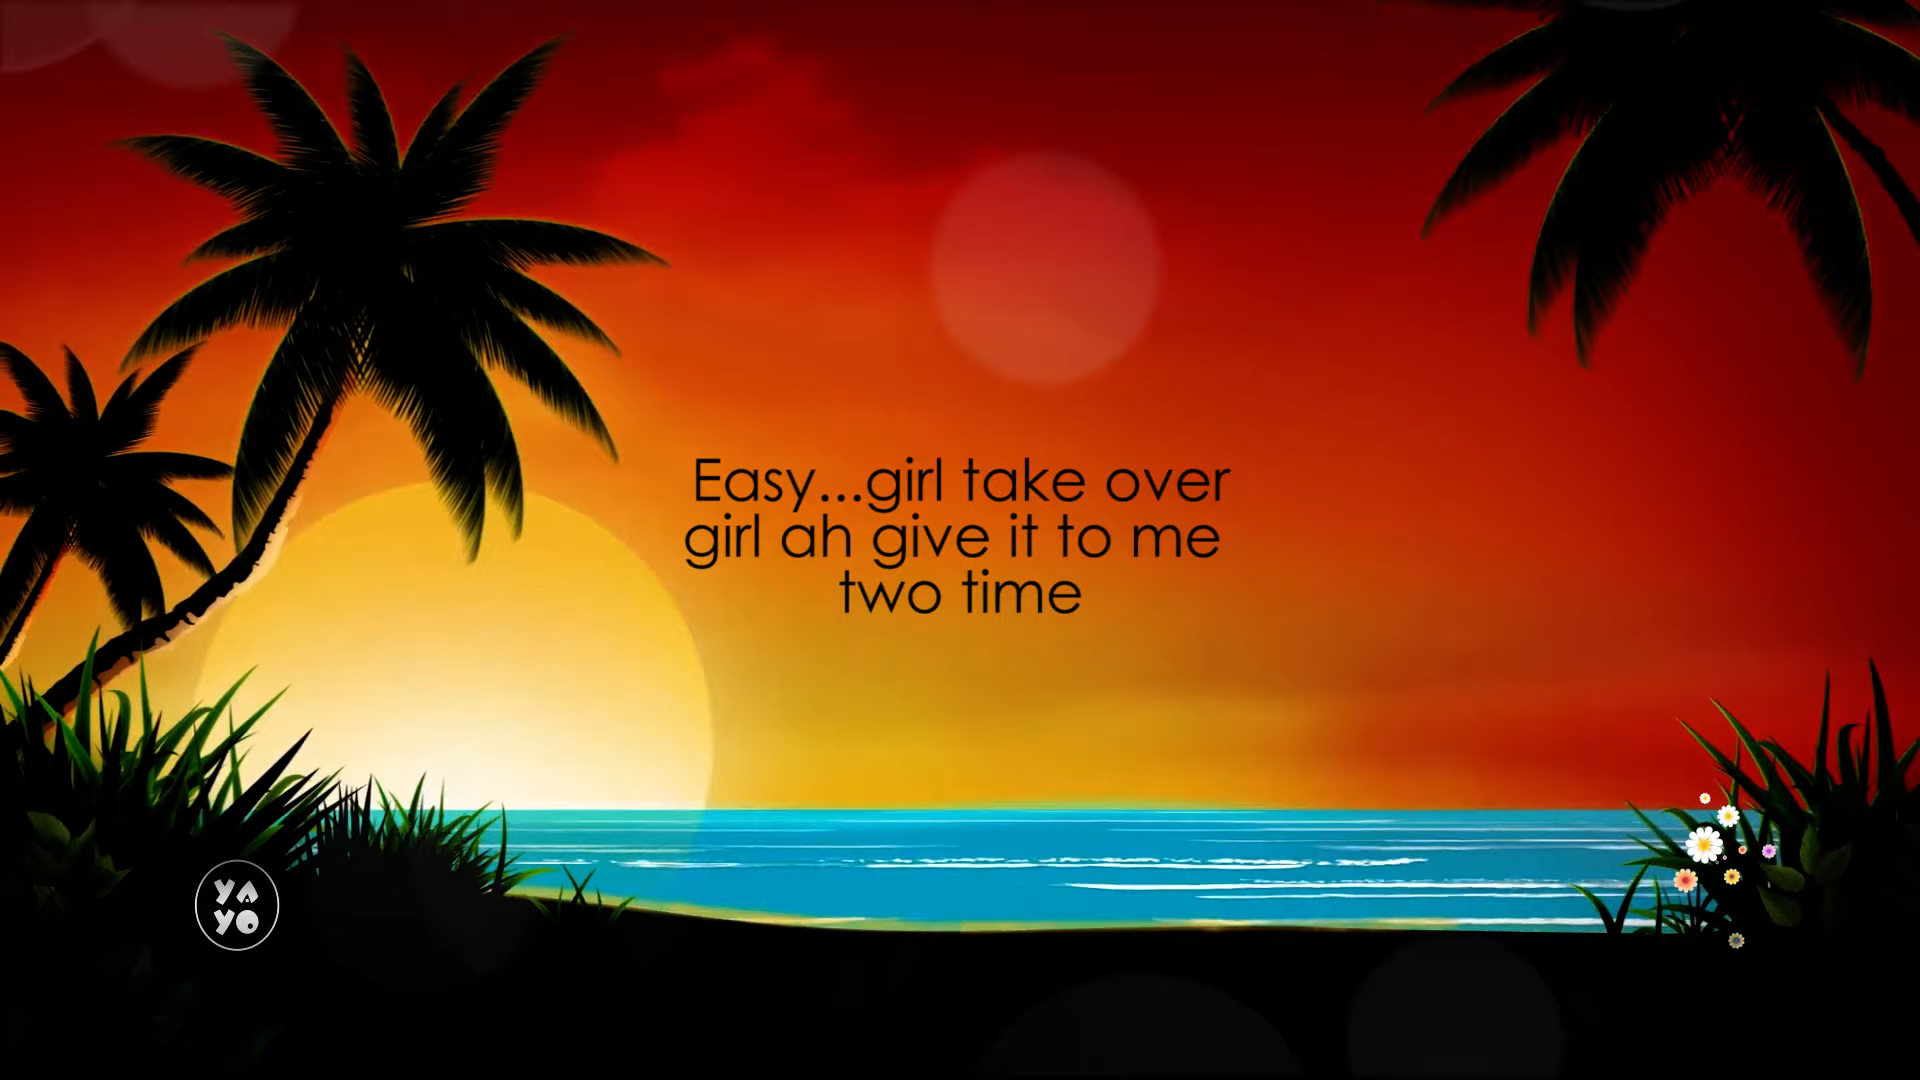 Easy...girl take over
girl ah give it to me
two time
YA
YO